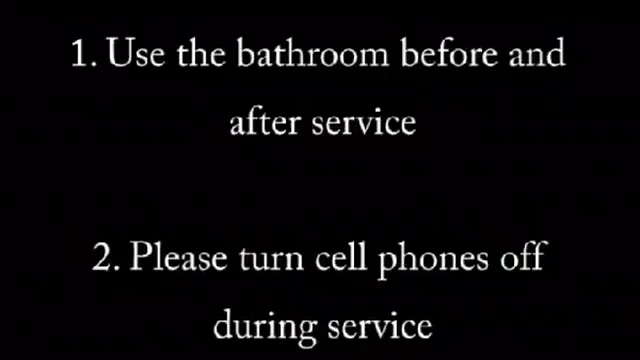 1. Use the bathroom before and
after service
2. Please turn cell phones off
during service